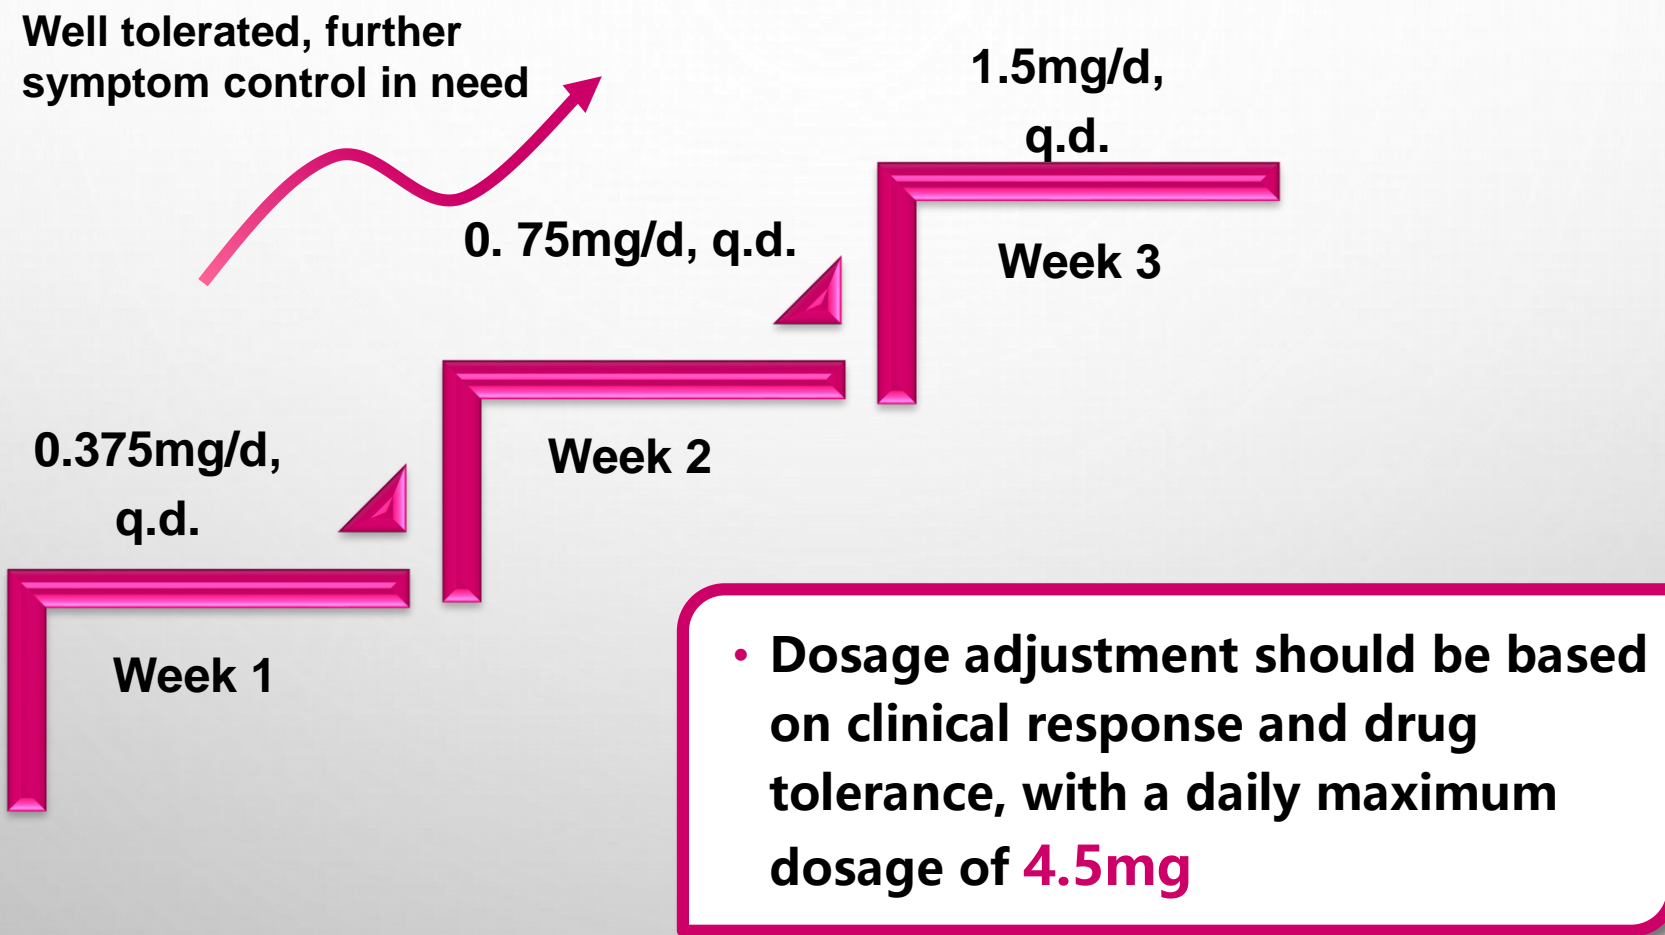 Well tolerated, further
symptom control in need
1.5mg/d,
q.d.
0. 75mg/d, q.d.
Week 3
0.375mg/d,
q.d.
Week 2
Week 1
• Dosage adjustment should be based
on clinical response and drug
tolerance, with a daily maximum
dosage of 4.5mg